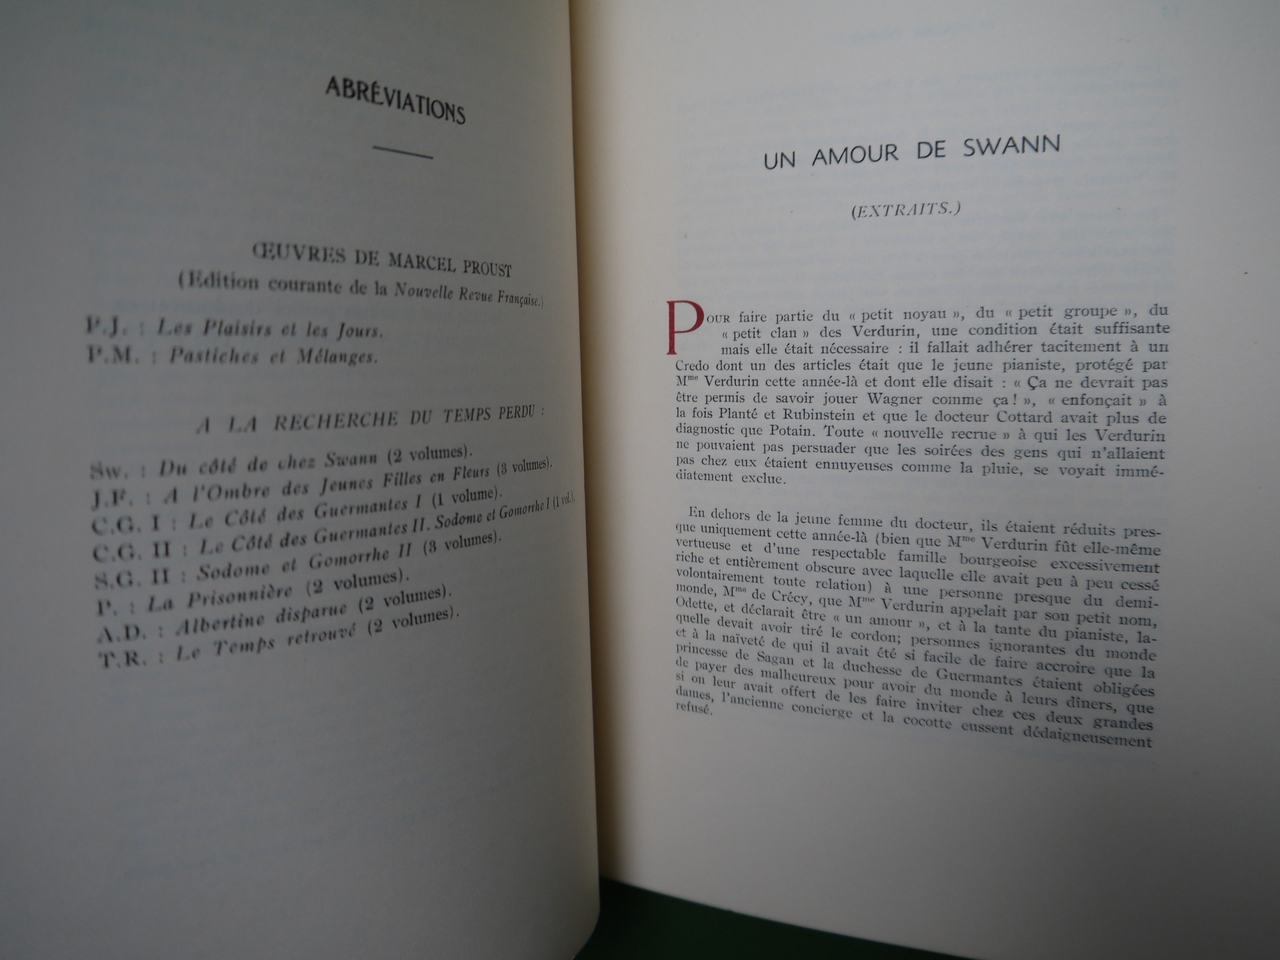 ABRÉVIATIONS
ŒUVRES DE MARCEL PROUST
(Edition courante de la Nouvelle Revue Française.)
P.J. : Les Plaisirs et les Jours.
P.M. : Pastiches et Mélanges.
A LA RECHERCHE DU TEMPS PERDU :
Sw. : Du côté de chez Swann (2 volumes).
J.F. : A l'Ombre des Jeunes Filles en Fleurs (3 volumes).
C.G. I : Le Côté des Guermantes I (1 volume).
C.G. II : Le Côté des Guermantes II. Sodome et Gomorrhe I (1 vol.).
S.G. II : Sodome et Gomorrhe II (3 volumes).
P. : La Prisonnière (2 volumes).
A.D. : Albertine disparue (2 volumes).
T.R. : Le Temps retrouvé (2 volumes).
UN AMOUR DE SWANN
(EXTRAITS.)
POUR faire partie du « petit noyau », du « petit groupe », du
« petit clan » des Verdurin, une condition était suffisante
mais elle était nécessaire : il fallait adhérer tacitement à un
Credo dont un des articles était que le jeune pianiste, protégé par
Mme Verdurin cette année-là et dont elle disait : « Ça ne devrait pas
être permis de savoir jouer Wagner comme ça ! », « enfonçait » à
la fois Planté et Rubinstein et que le docteur Cottard avait plus de
diagnostic que Potain. Toute « nouvelle recrue » à qui les Verdurin
ne pouvaient pas persuader que les soirées des gens qui n'allaient
pas chez eux étaient ennuyeuses comme la pluie, se voyait immé-
diatement exclue.
En dehors de la jeune femme du docteur, ils étaient réduits pres-
que uniquement cette année-là (bien que Mme Verdurin fût elle-même
vertueuse et d'une respectable famille bourgeoise excessivement
riche et entièrement obscure avec laquelle elle avait peu à peu cessé
volontairement toute relation) à une personne presque du demi-
monde, Mme de Crécy, que Mme Verdurin appelait par son petit nom,
Odette, et déclarait être « un amour », et à la tante du pianiste, la-
quelle devait avoir tiré le cordon; personnes ignorantes du monde
et à la naïveté de qui il avait été si facile de faire accroire que la
princesse de Sagan et la duchesse de Guermantes étaient obligées
de payer des malheureux pour avoir du monde à leurs dîners, que
si on leur avait offert de les faire inviter chez ces deux grandes
dames, l'ancienne concierge et la cocotte eussent dédaigneusement
refusé.